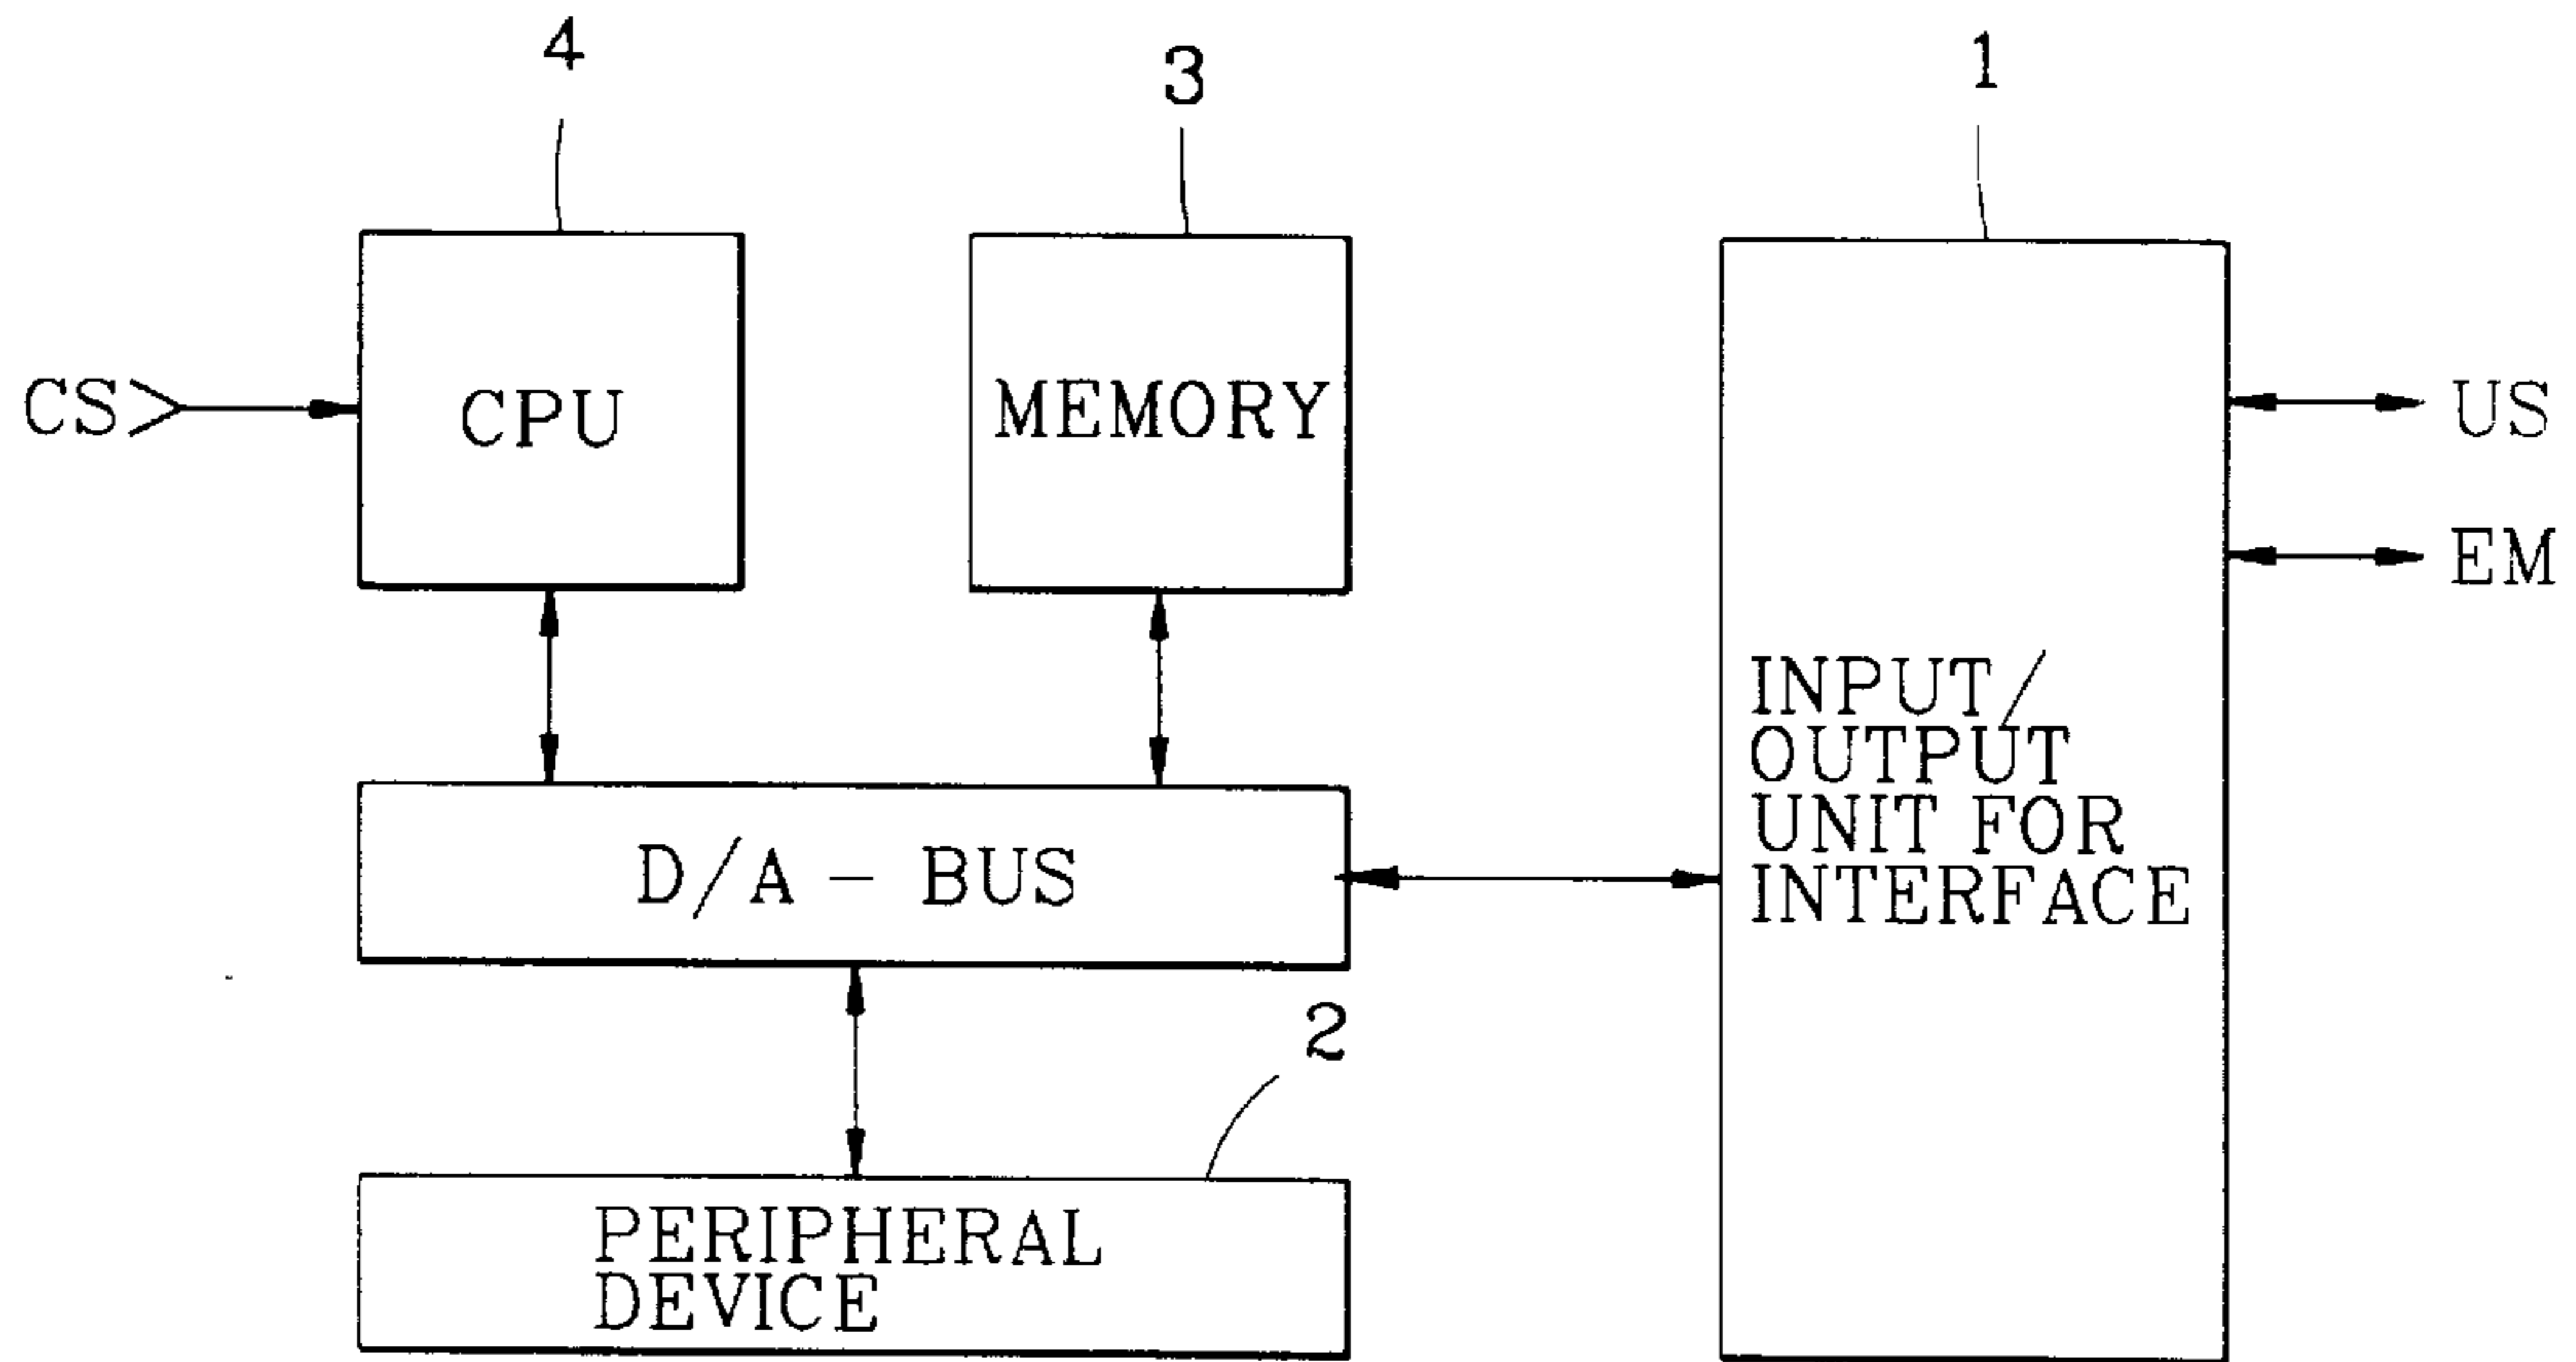 4
3
1
CS>
CPU
MEMORY
US
EM
INPUT/
OUTPUT
UNIT FOR
INTERFACE
D/A - BUS
2
PERIPHERAL
DEVICE